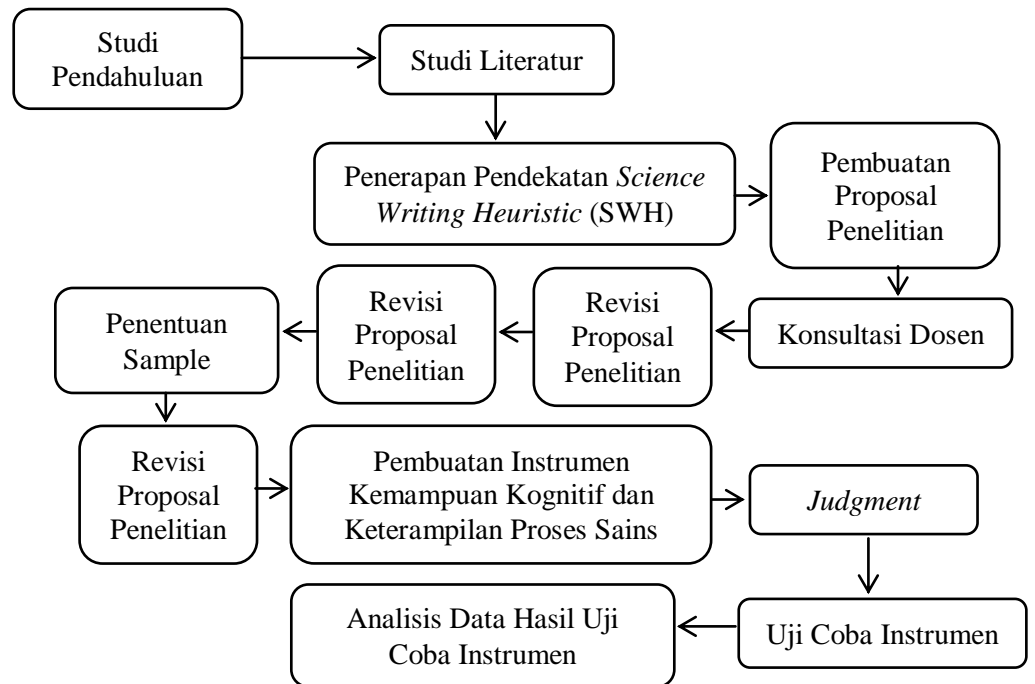 Studi
Pendahuluan
Studi Literatur
Penerapan Pendekatan Science
Writing Heuristic (SWH)
Pembuatan
Proposal
Penelitian
Konsultasi Dosen
Revisi
Proposal
Penelitian
Revisi
Proposal
Penelitian
Penentuan
Sample
Revisi
Proposal
Penelitian
Pembuatan Instrumen
Kemampuan Kognitif dan
Keterampilan Proses Sains
Judgment
Uji Coba Instrumen
Analisis Data Hasil Uji
Coba Instrumen